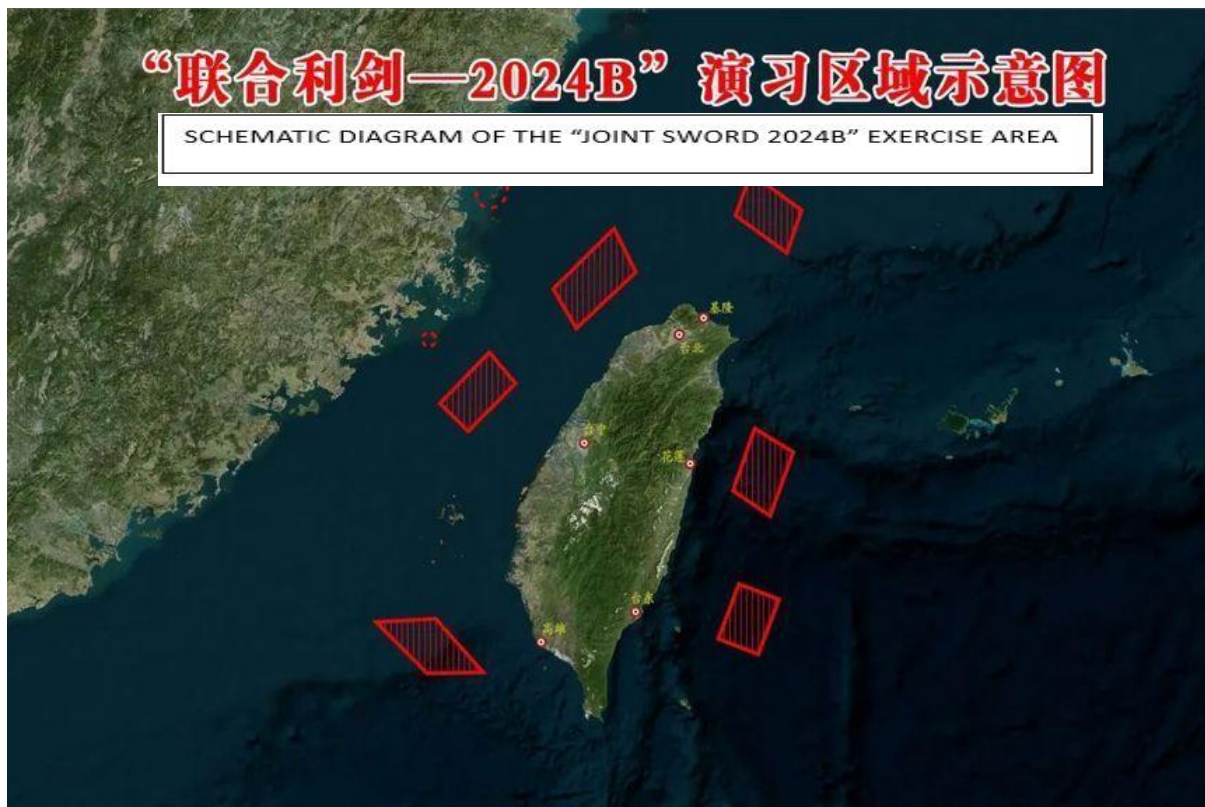 “联合利剑—2024B”演习区域示意图
SCHEMATIC DIAGRAM OF THE “JOINT SWORD 2024B” EXERCISE AREA
基隆
台北
台中
花莲
台东
高雄